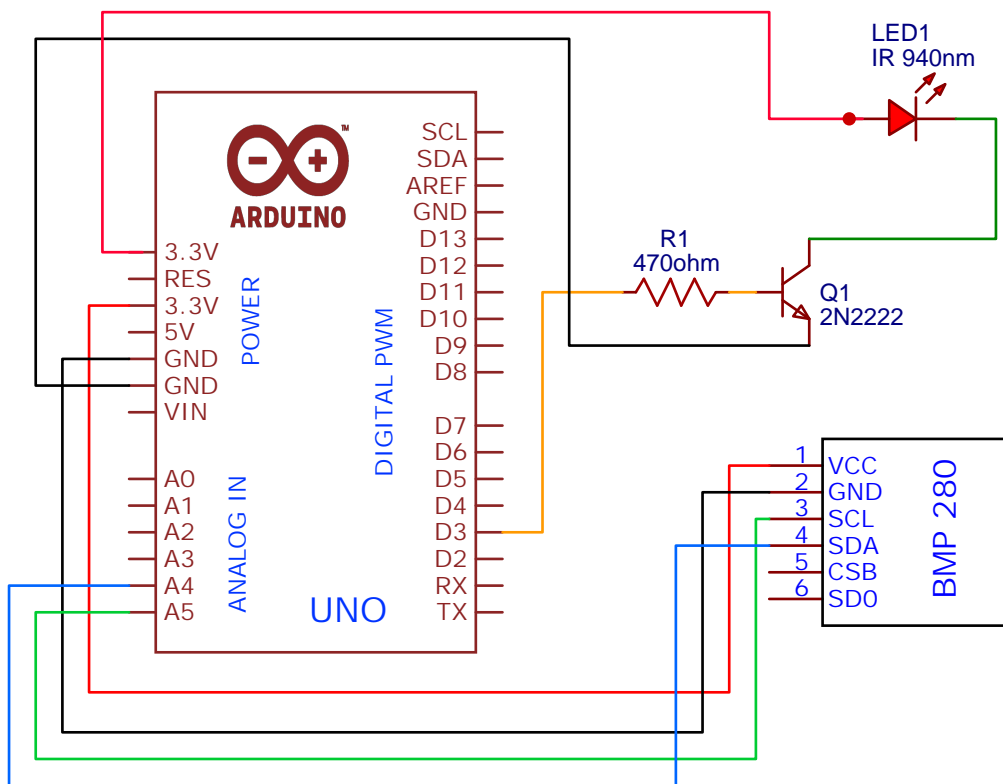 LED1
IR 940nm
™
ARDUINO
3.3V
RES
3.3V
5V
GND
GND
VIN
POWER
A0
A1
A2
A3
A4
A5
ANALOG IN
SCL
SDA
AREF
GND
D13
D12
D11
D10
D9
D8
D7
D6
D5
D4
D3
D2
RX
TX
DIGITAL PWM
UNO
R1
470ohm
Q1
2N2222
1 VCC
2 GND
3 SCL
4 SDA
5 CSB
6 SD0
BMP 280